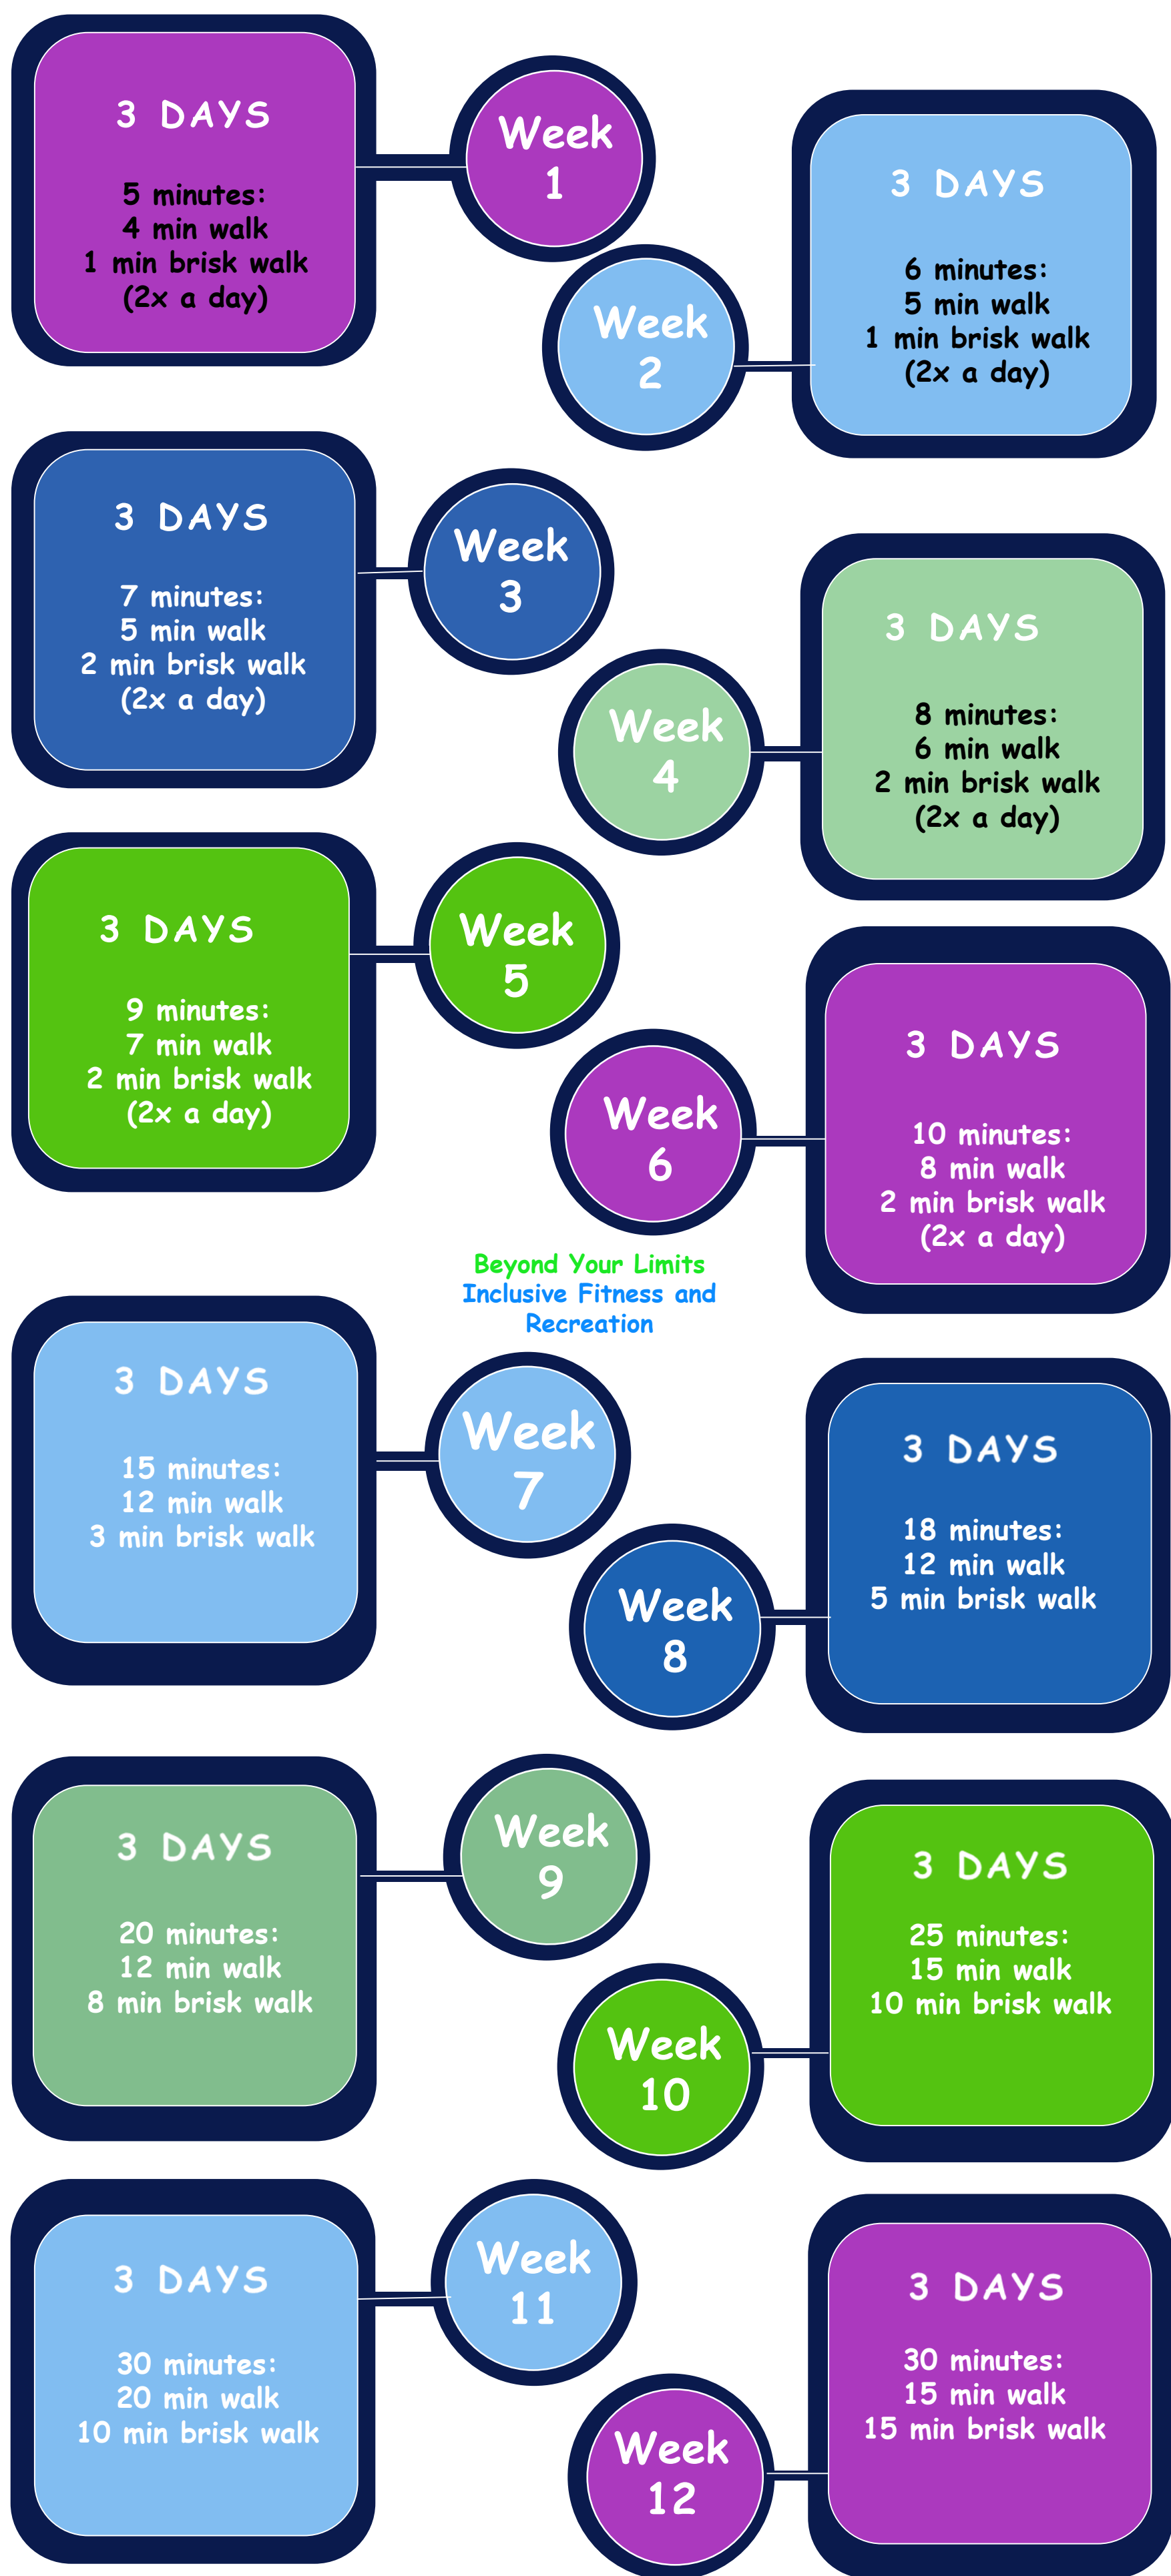 3 DAYS
5 minutes:
4 min walk
1 min brisk walk
(2x a day)
Week
1
Week
2
3 DAYS
6 minutes:
5 min walk
1 min brisk walk
(2x a day)
3 DAYS
7 minutes:
5 min walk
2 min brisk walk
(2x a day)
Week
3
Week
4
3 DAYS
8 minutes:
6 min walk
2 min brisk walk
(2x a day)
3 DAYS
9 minutes:
7 min walk
2 min brisk walk
(2x a day)
Week
5
Week
6
3 DAYS
10 minutes:
8 min walk
2 min brisk walk
(2x a day)
Beyond Your Limits
Inclusive Fitness and
Recreation
3 DAYS
15 minutes:
12 min walk
3 min brisk walk
Week
7
Week
8
3 DAYS
18 minutes:
12 min walk
5 min brisk walk
3 DAYS
20 minutes:
12 min walk
8 min brisk walk
Week
9
Week
10
3 DAYS
25 minutes:
15 min walk
10 min brisk walk
3 DAYS
30 minutes:
20 min walk
10 min brisk walk
Week
11
Week
12
3 DAYS
30 minutes:
15 min walk
15 min brisk walk